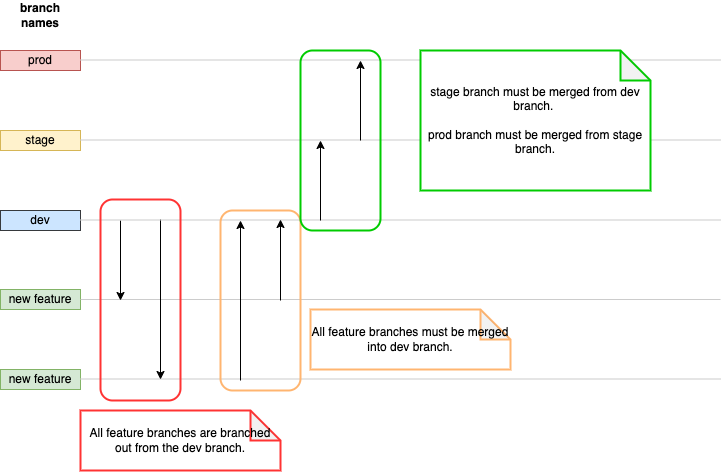 branch
names
prod
stage
dev
new feature
new feature
stage branch must be merged from dev
branch.
prod branch must be merged from stage
branch.
All feature branches must be merged
into dev branch.
All feature branches are branched
out from the dev branch.